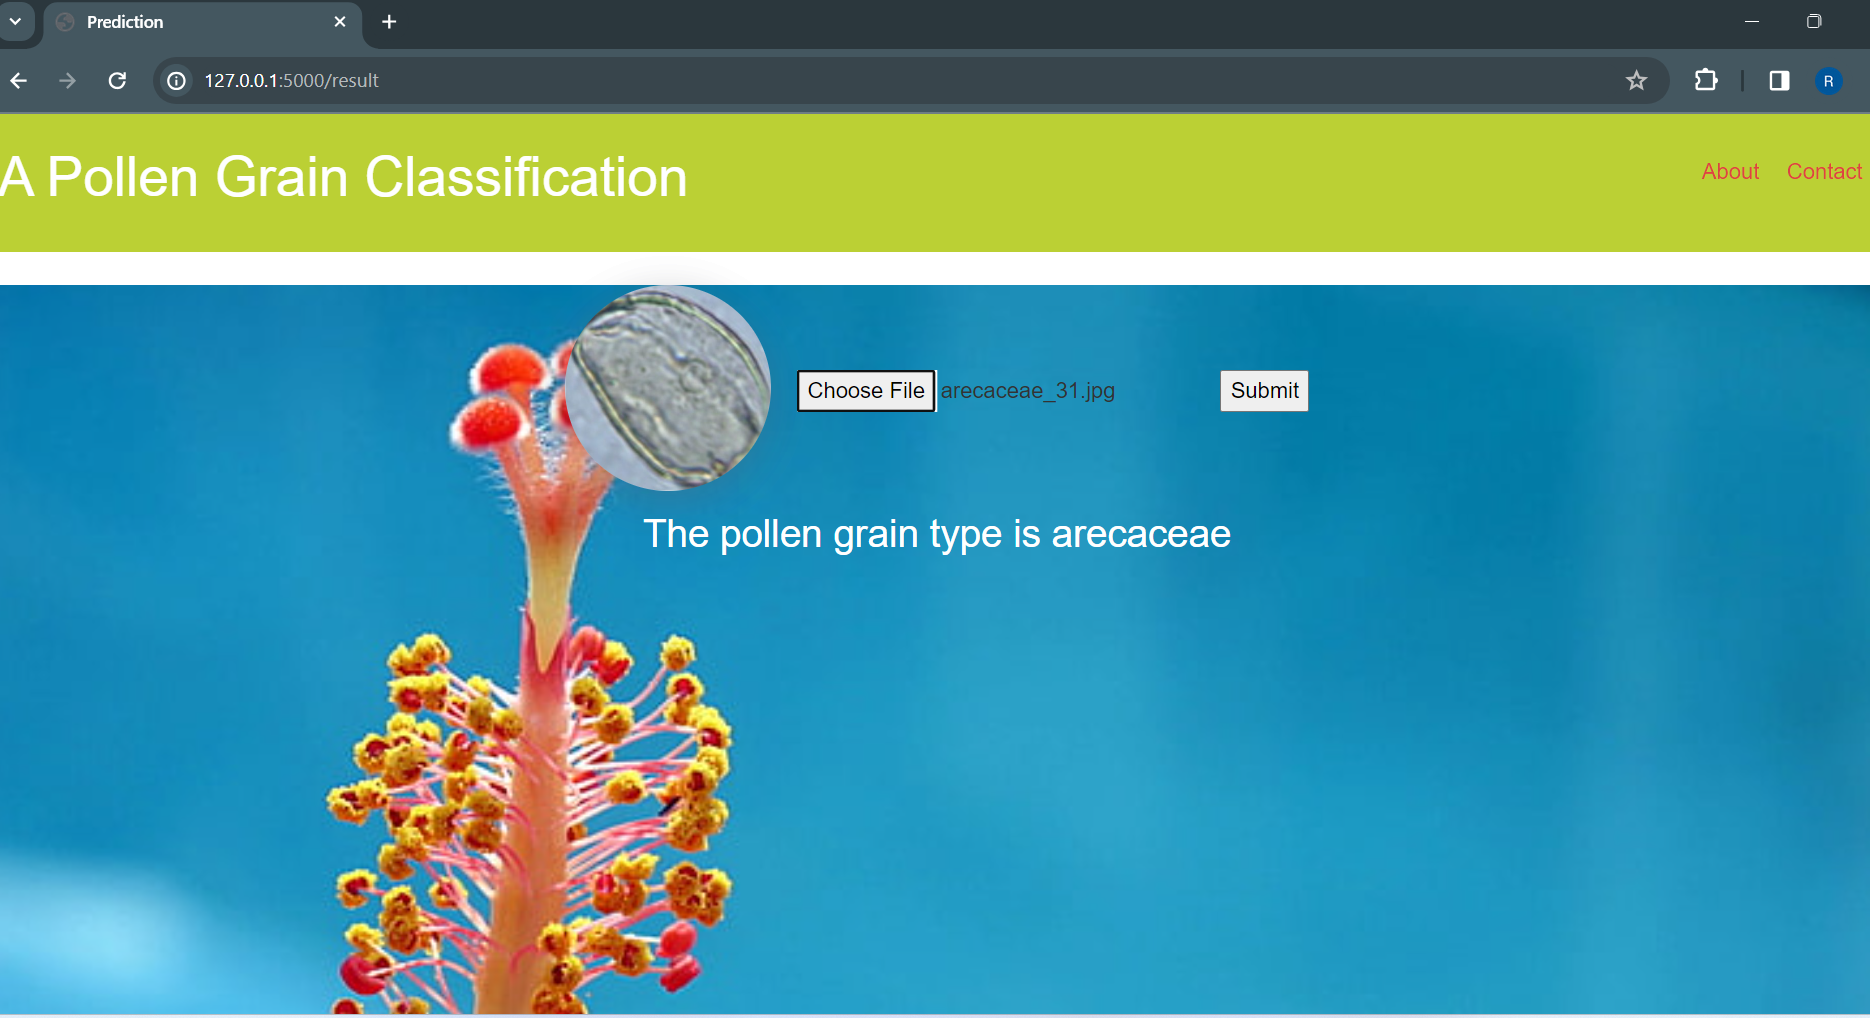 Prediction
127.0.0.1:5000/result
R
A Pollen Grain Classification
About Contact
Choose File arecaceae_31.jpg Submit
The pollen grain type is arecaceae